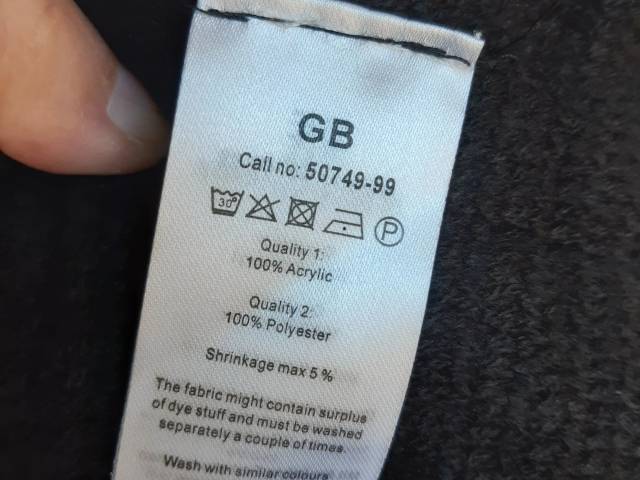 GB
Call no: 50749-99
30°
P
Quality 1:
100% Acrylic
Quality 2:
100% Polyester
Shrinkage max 5 %
The fabric might contain surplus
of dye stuff and must be washed
separately a couple of times.
Wash with similar colours